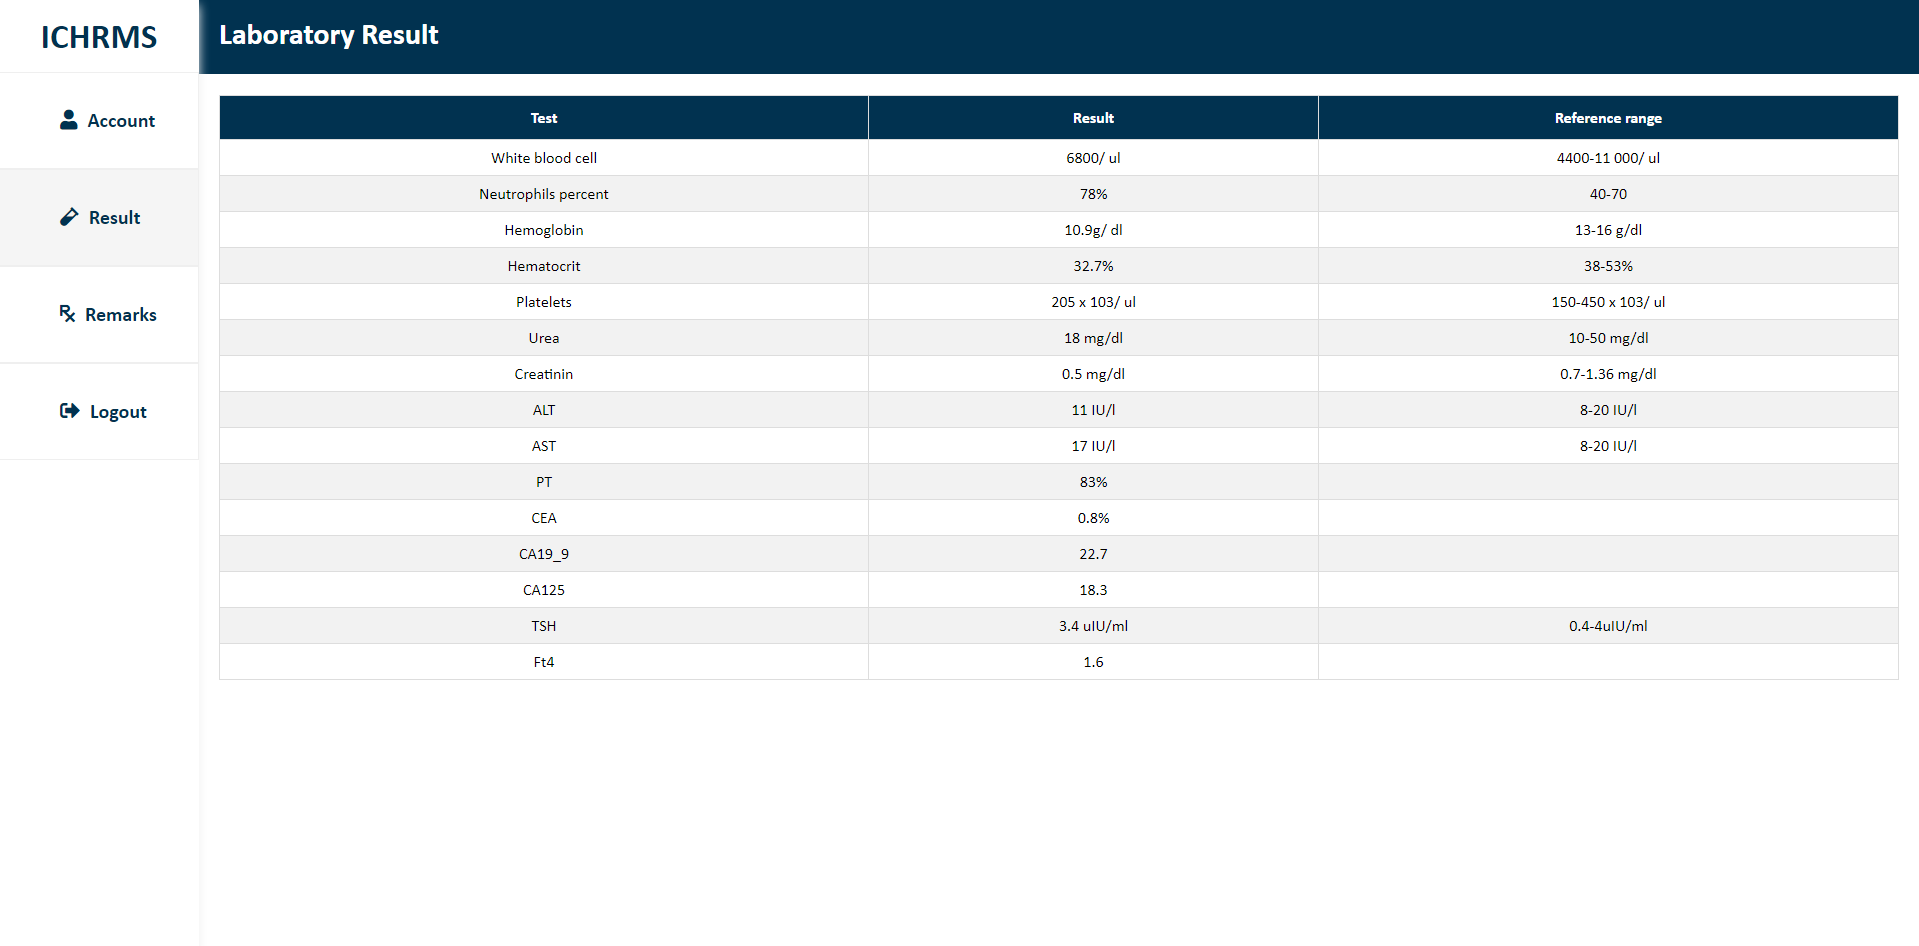 ICHRMS
Account
Result
Remarks
Logout
Laboratory Result
Test Result Reference range
White blood cell 6800/ ul 4400-11 000/ ul
Neutrophils percent 78% 40-70
Hemoglobin 10.9g/ dl 13-16 g/dl
Hematocrit 32.7% 38-53%
Platelets 205 x 103/ ul 150-450 x 103/ ul
Urea 18 mg/dl 10-50 mg/dl
Creatinin 0.5 mg/dl 0.7-1.36 mg/dl
ALT 11 IU/l 8-20 IU/l
AST 17 IU/l 8-20 IU/l
PT 83%
CEA 0.8%
CA19_9 22.7
CA125 18.3
TSH 3.4 uIU/ml 0.4-4uIU/ml
Ft4 1.6